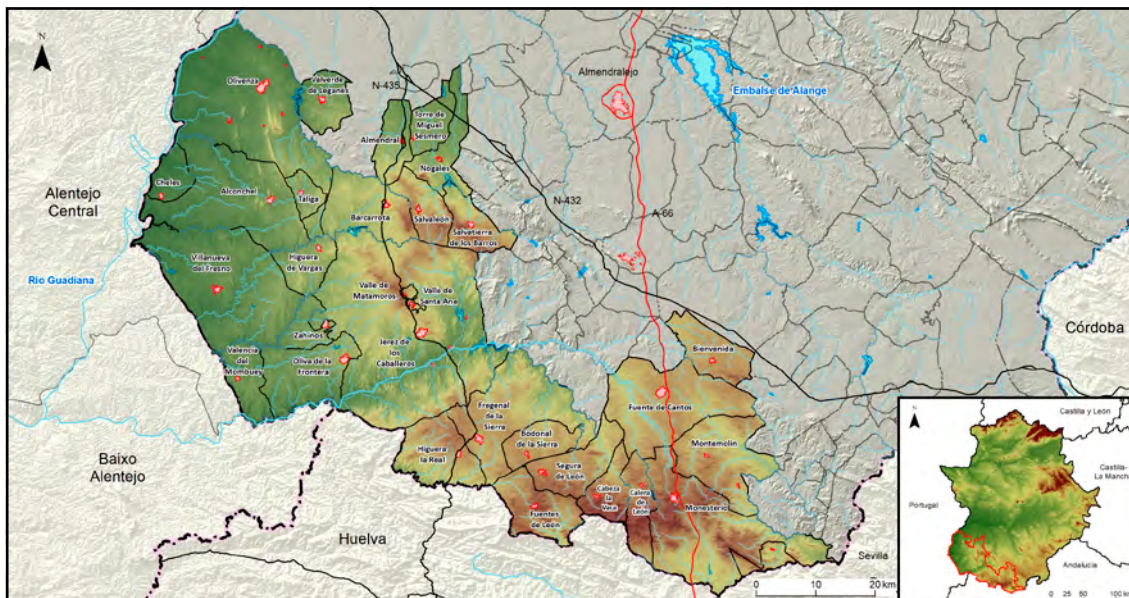 N
Almendralejo
Embalse de Alange
N-435
Olivenza
Valverde
de Leganés
Torre de
Miguel
Sesmero
Almendral
Nogales
Alentejo
Central
Cheles
Alconchel
Táliga
Barcarrota
Salvaleón
Salvatierra
de los Barros
N-432
A-66
Rio Guadiana
Villanueva
del Fresno
Higuera
de Vargas
Valle de
Matamoros
Valle de
Santa Ana
Córdoba
Zahinos
Jerez de
los
Caballeros
Valencia
del
Mombuey
Oliva de la
Frontera
Bienvenida
Fuente de Cantos
Fregenal
de la
Sierra
Bodonal
de la Sierra
Higuera
la Real
Montemolín
Segura
de León
Cabeza
la
Vaca
Calera
de
León
Monesterio
Fuentes
de León
Baixo
Alentejo
Huelva
Sevilla
0 10 20 km
N
Castilla y León
Castilla-
La Mancha
Portugal
Andalucia
0 25 50 100 km